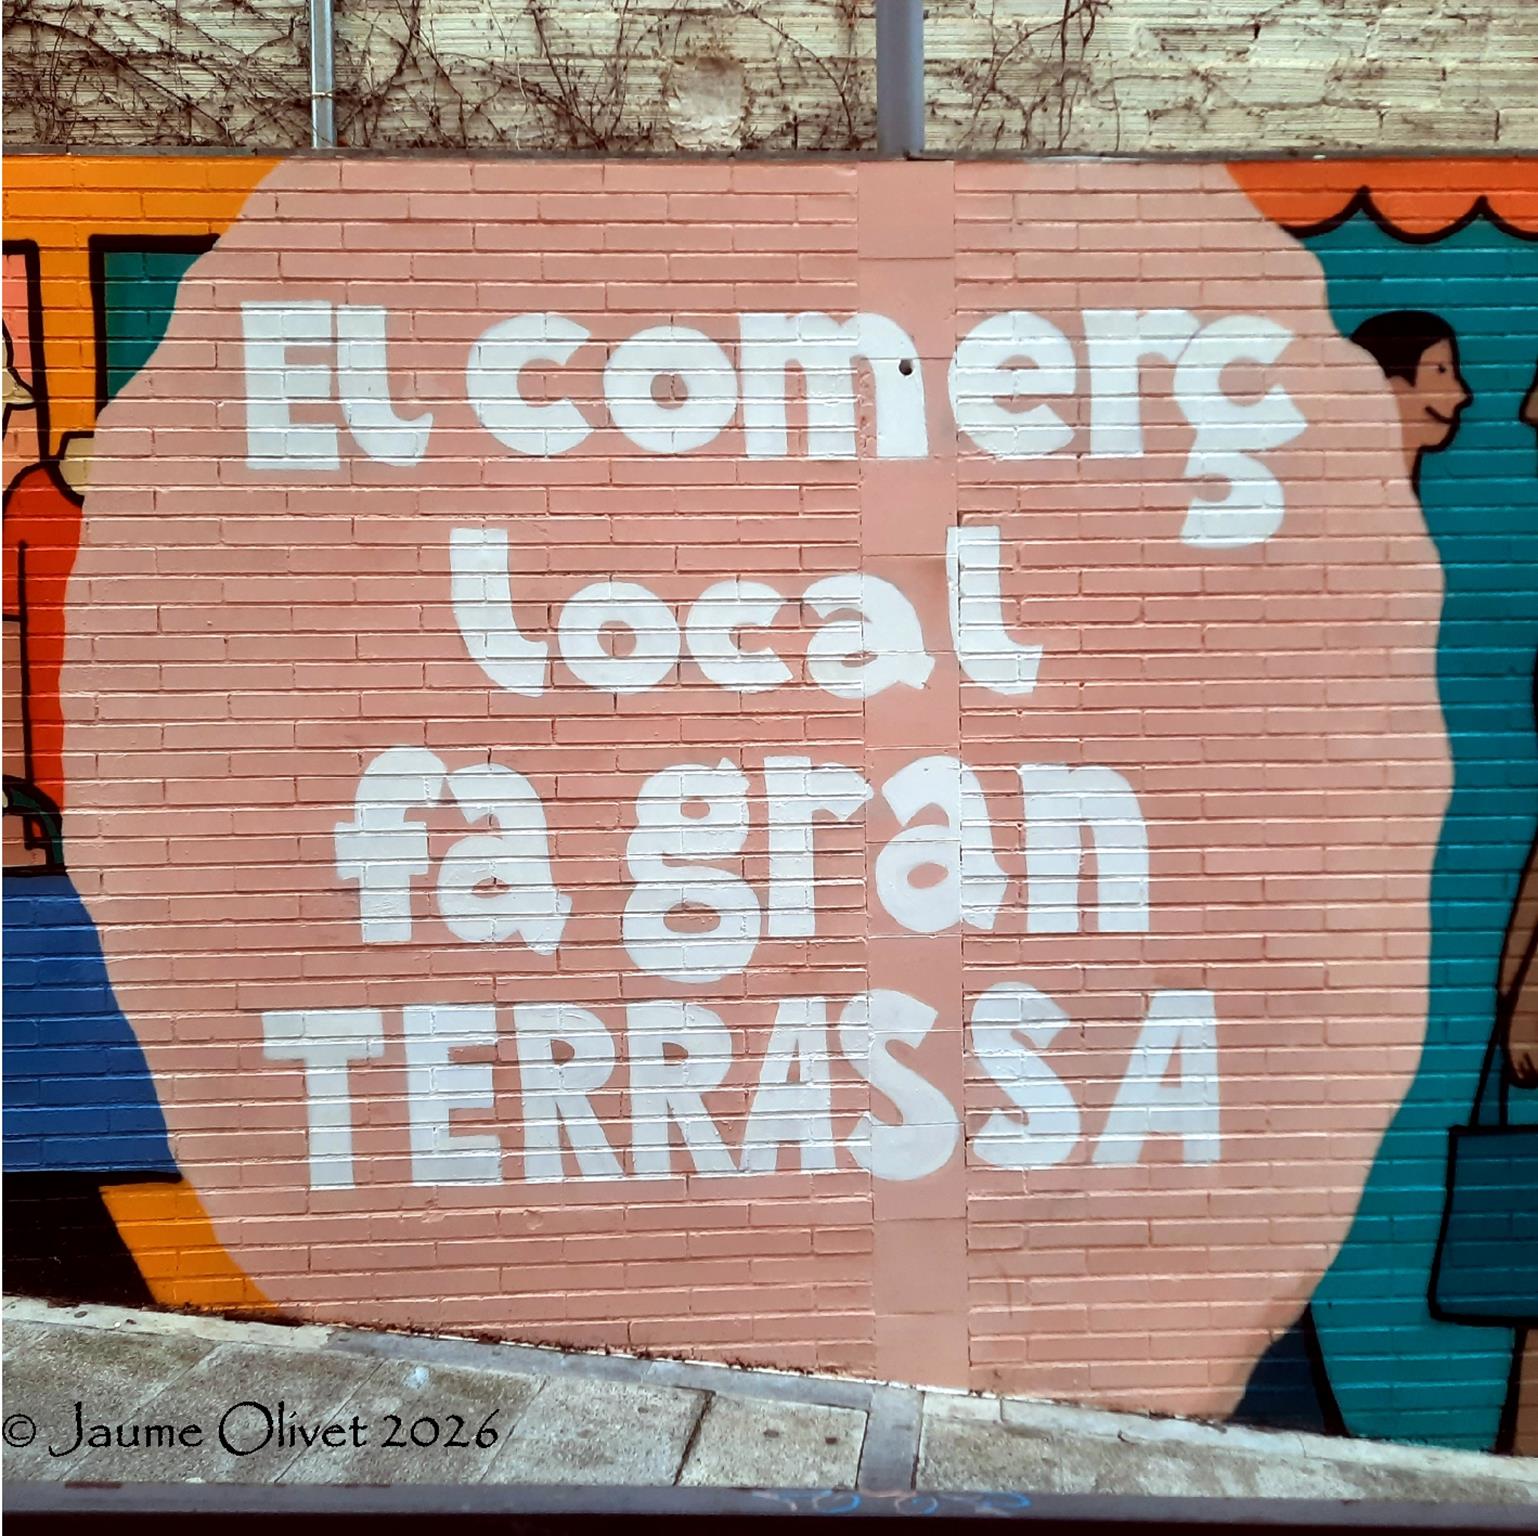 El comerç
local
fa gran
TERRASSA
© Jaume Olivet 2026